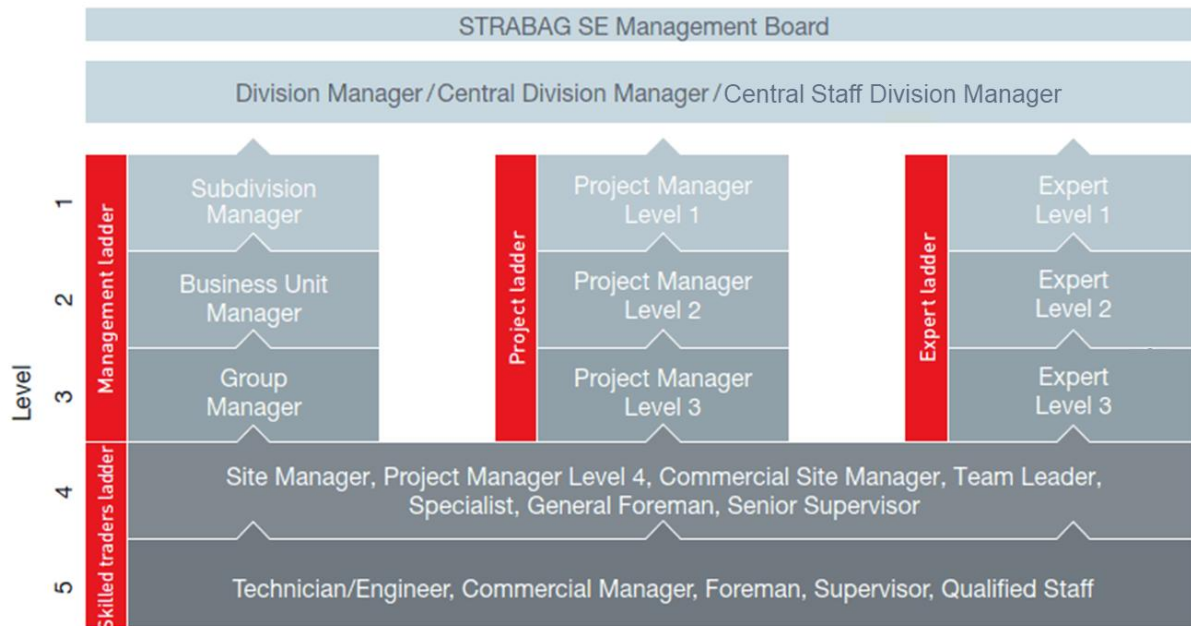 STRABAG SE Management Board
Division Manager/Central Division Manager/Central Staff Division Manager
Level
1
2
3
4
5
Management ladder
Subdivision
Manager
Business Unit
Manager
Group
Manager
Project ladder
Project Manager
Level 1
Project Manager
Level 2
Project Manager
Level 3
Expert ladder
Expert
Level 1
Expert
Level 2
Expert
Level 3
Skilled traders ladder
Site Manager, Project Manager Level 4, Commercial Site Manager, Team Leader,
Specialist, General Foreman, Senior Supervisor
Technician/Engineer, Commercial Manager, Foreman, Supervisor, Qualified Staff